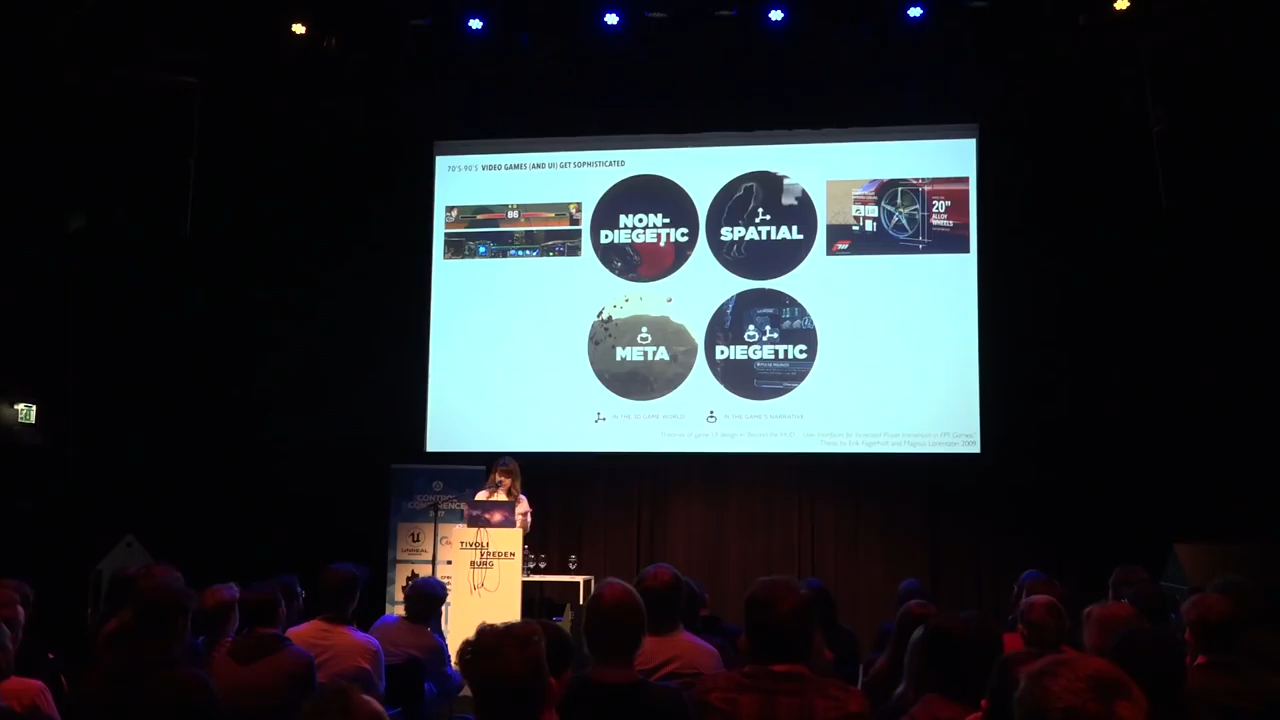 70'S-90'S VIDEO GAMES (AND UI) GET SOPHISTICATED
86
NON-
DIEGETIC
SPATIAL
20"
ALLOY
WHEELS
META
DIEGETIC
IN THE 3D GAME WORLD
IN THE GAME'S NARRATIVE
Thesis by Erik Fagerholt and Magnus Lorentzon 2009
CONTROL
CONFERENCE
2017
UNREAL
TIVOLI
VREDEN
BURG